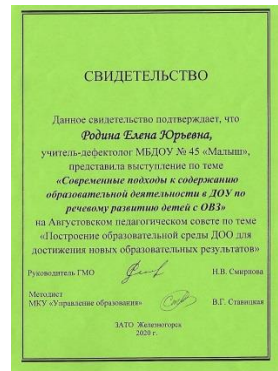 СВИДЕТЕЛЬСТВО
Данное свидетельство подтверждает, что
Родина Елена Юрьевна,
учитель-дефектолог МБДОУ № 45 «Малыш»,
представила выступление по теме
«Современные подходы к содержанию
образовательной деятельности в ДОУ по
речевому развитию детей с ОВЗ»
на Августовском педагогическом совете по теме
«Построение образовательной среды ДОО для
достижения новых образовательных результатов»
Руководитель ГМО Н.В. Смирнова
Методист
МКУ «Управление образования» В.Г. Ставицкая
ЗАТО Железногорск
2020 г.